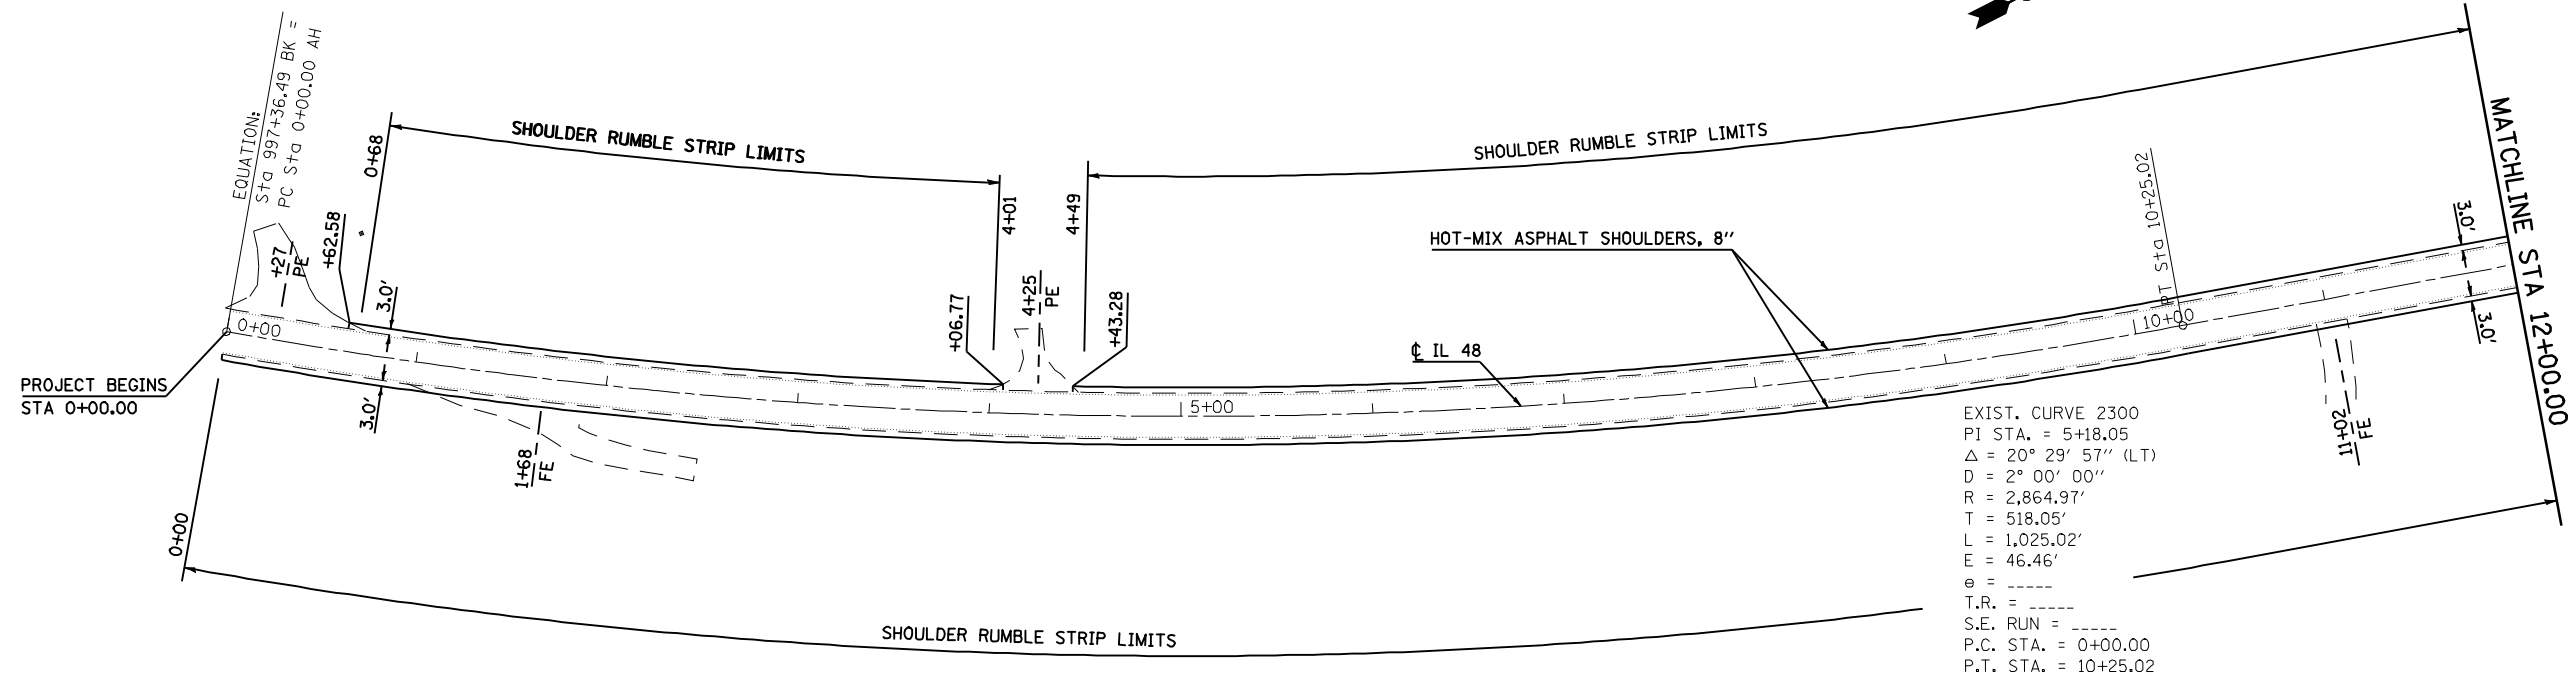 EQUATION:
Sta 997+36.49 BK =
PC Sta 0+00.00 AH
0+68
SHOULDER RUMBLE STRIP LIMITS
4+01
4+49
SHOULDER RUMBLE STRIP LIMITS
MATCHLINE STA 12+00.00
+27
PE
+62.58
3.0'
0+00
PROJECT BEGINS
STA 0+00.00
3.0'
1+68
FE
+06.77
4+25
PE
+43.28
5+00
HOT-MIX ASPHALT SHOULDERS, 8"
℄ IL 48
PT Sta 10+25.02
10+00
3.0'
3.0'
11+02
FE
0+00
SHOULDER RUMBLE STRIP LIMITS
EXIST. CURVE 2300
PI STA. = 5+18.05
Δ = 20° 29' 57" (LT)
D = 2° 00' 00"
R = 2,864.97'
T = 518.05'
L = 1,025.02'
E = 46.46'
e = _____
T.R. = _____
S.E. RUN = _____
P.C. STA. = 0+00.00
P.T. STA. = 10+25.02